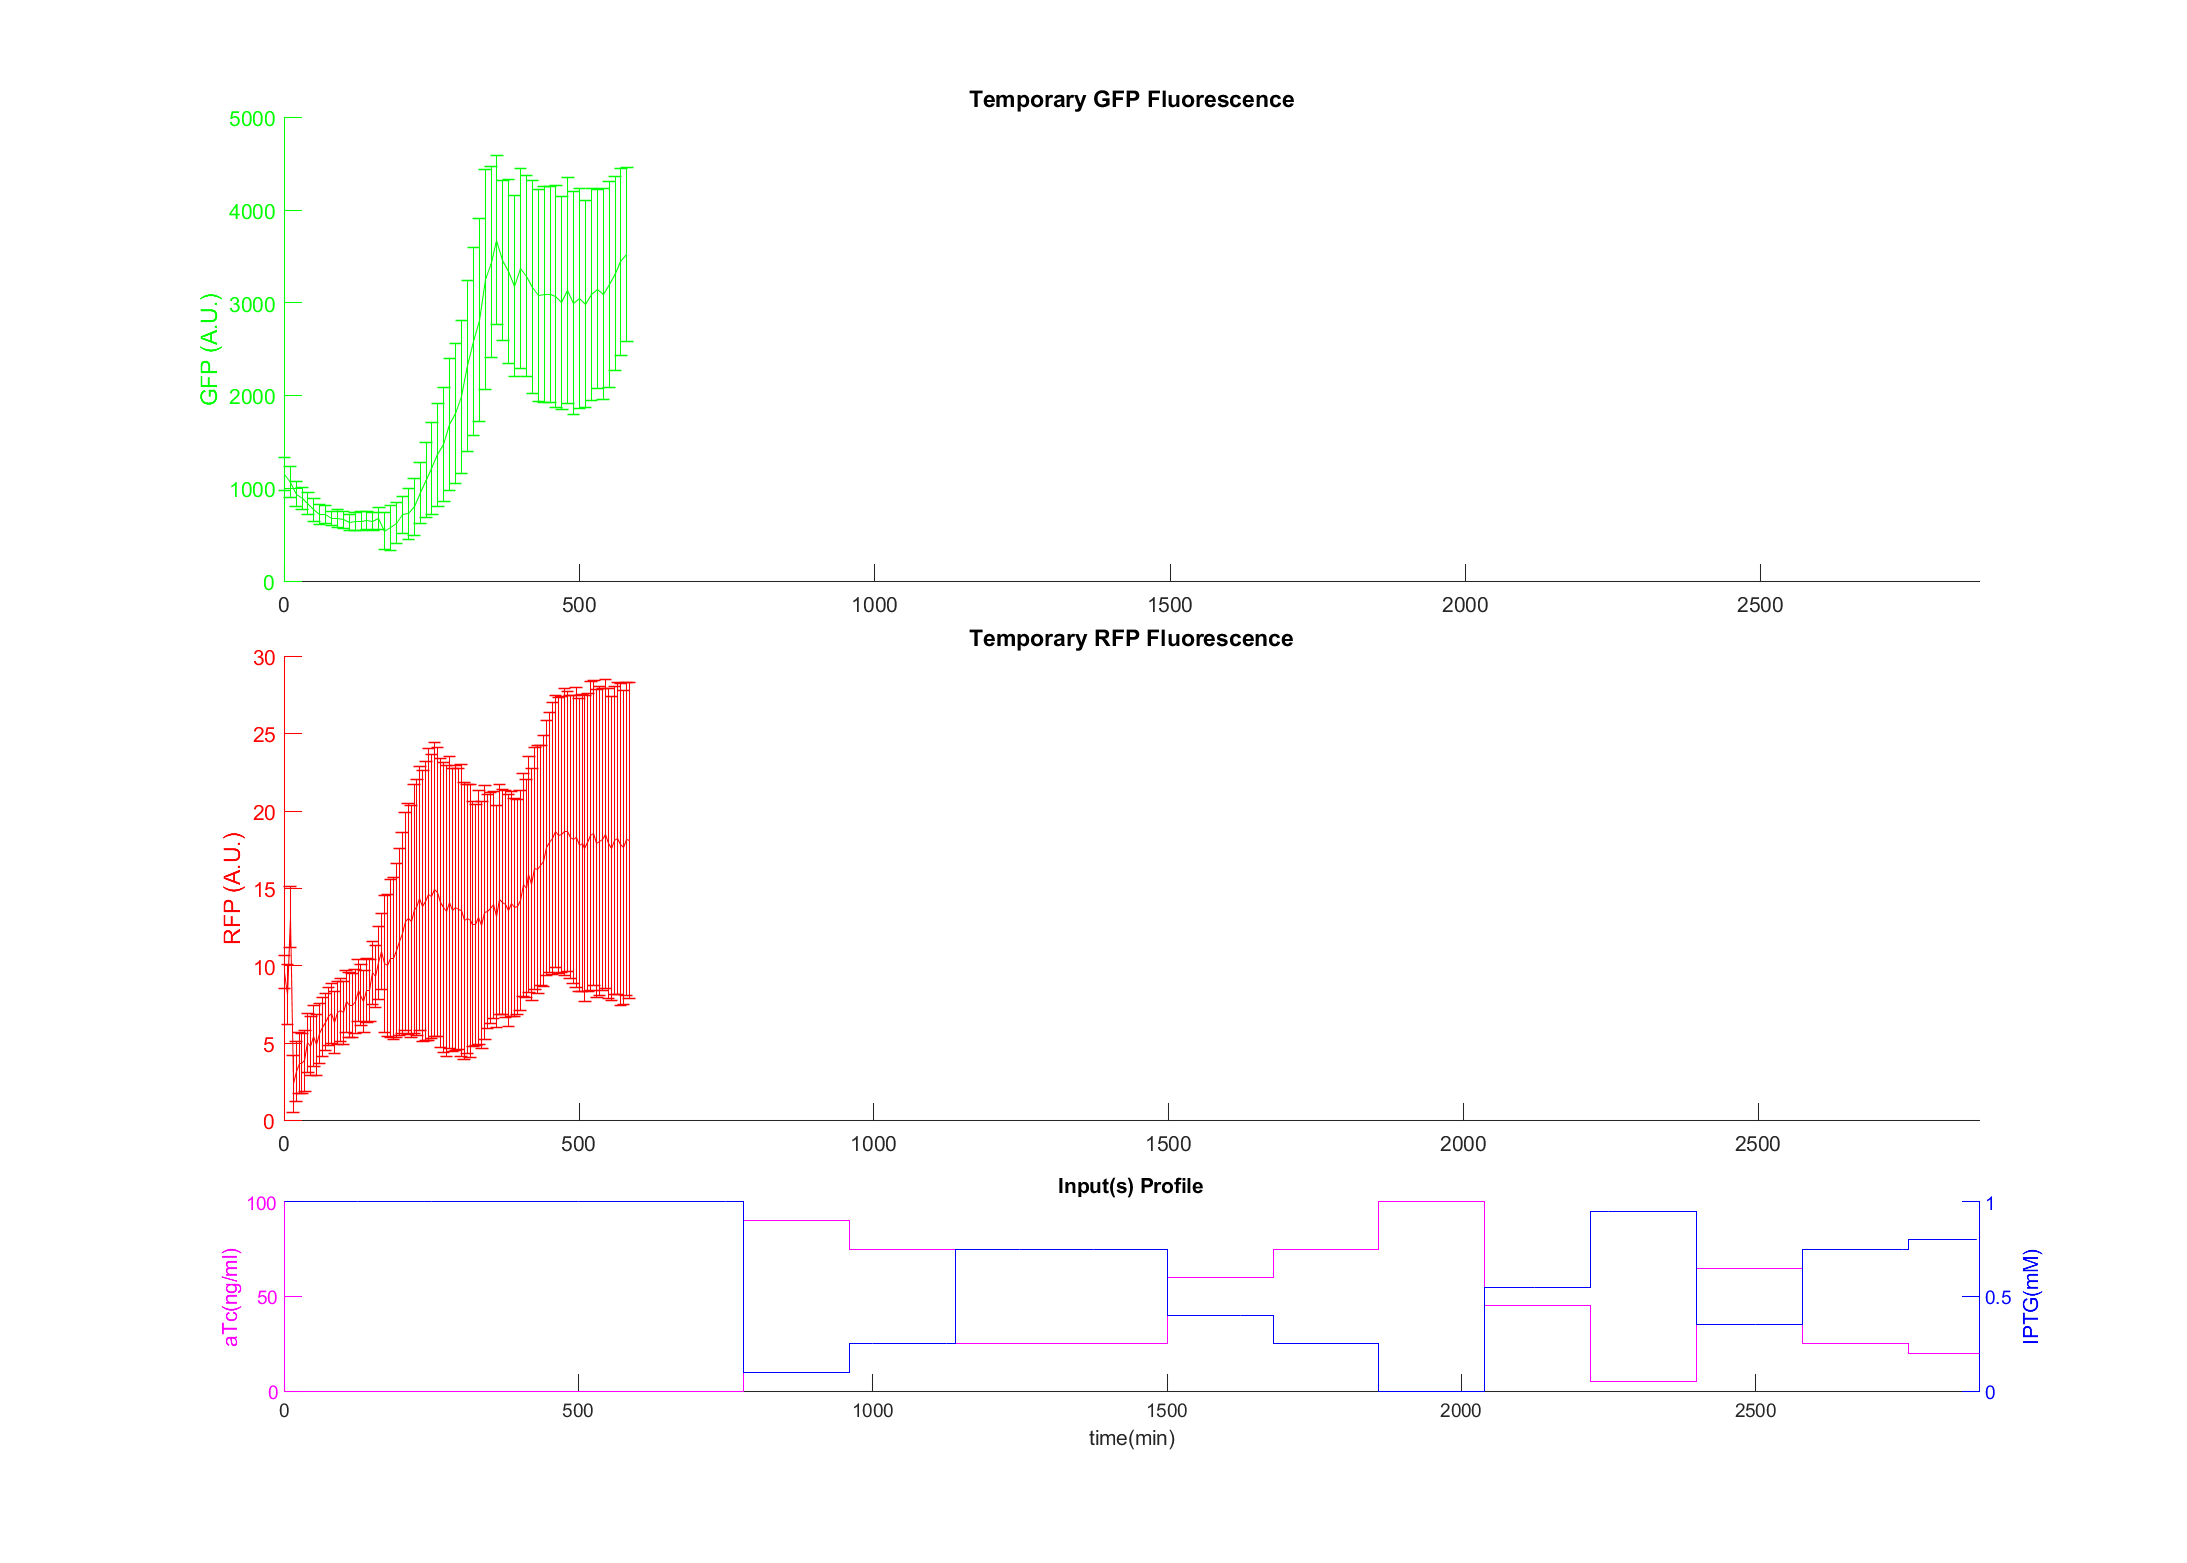 Temporary GFP Fluorescence
5000
4000
3000
2000
1000
0
GFP (A.U.)
0 500 1000 1500 2000 2500
Temporary RFP Fluorescence
30
25
20
15
10
5
0
RFP (A.U.)
0 500 1000 1500 2000 2500
Input(s) Profile
100
50
0
aTc(ng/ml)
1
0.5
0
IPTG(mM)
0 500 1000 1500 2000 2500
time(min)